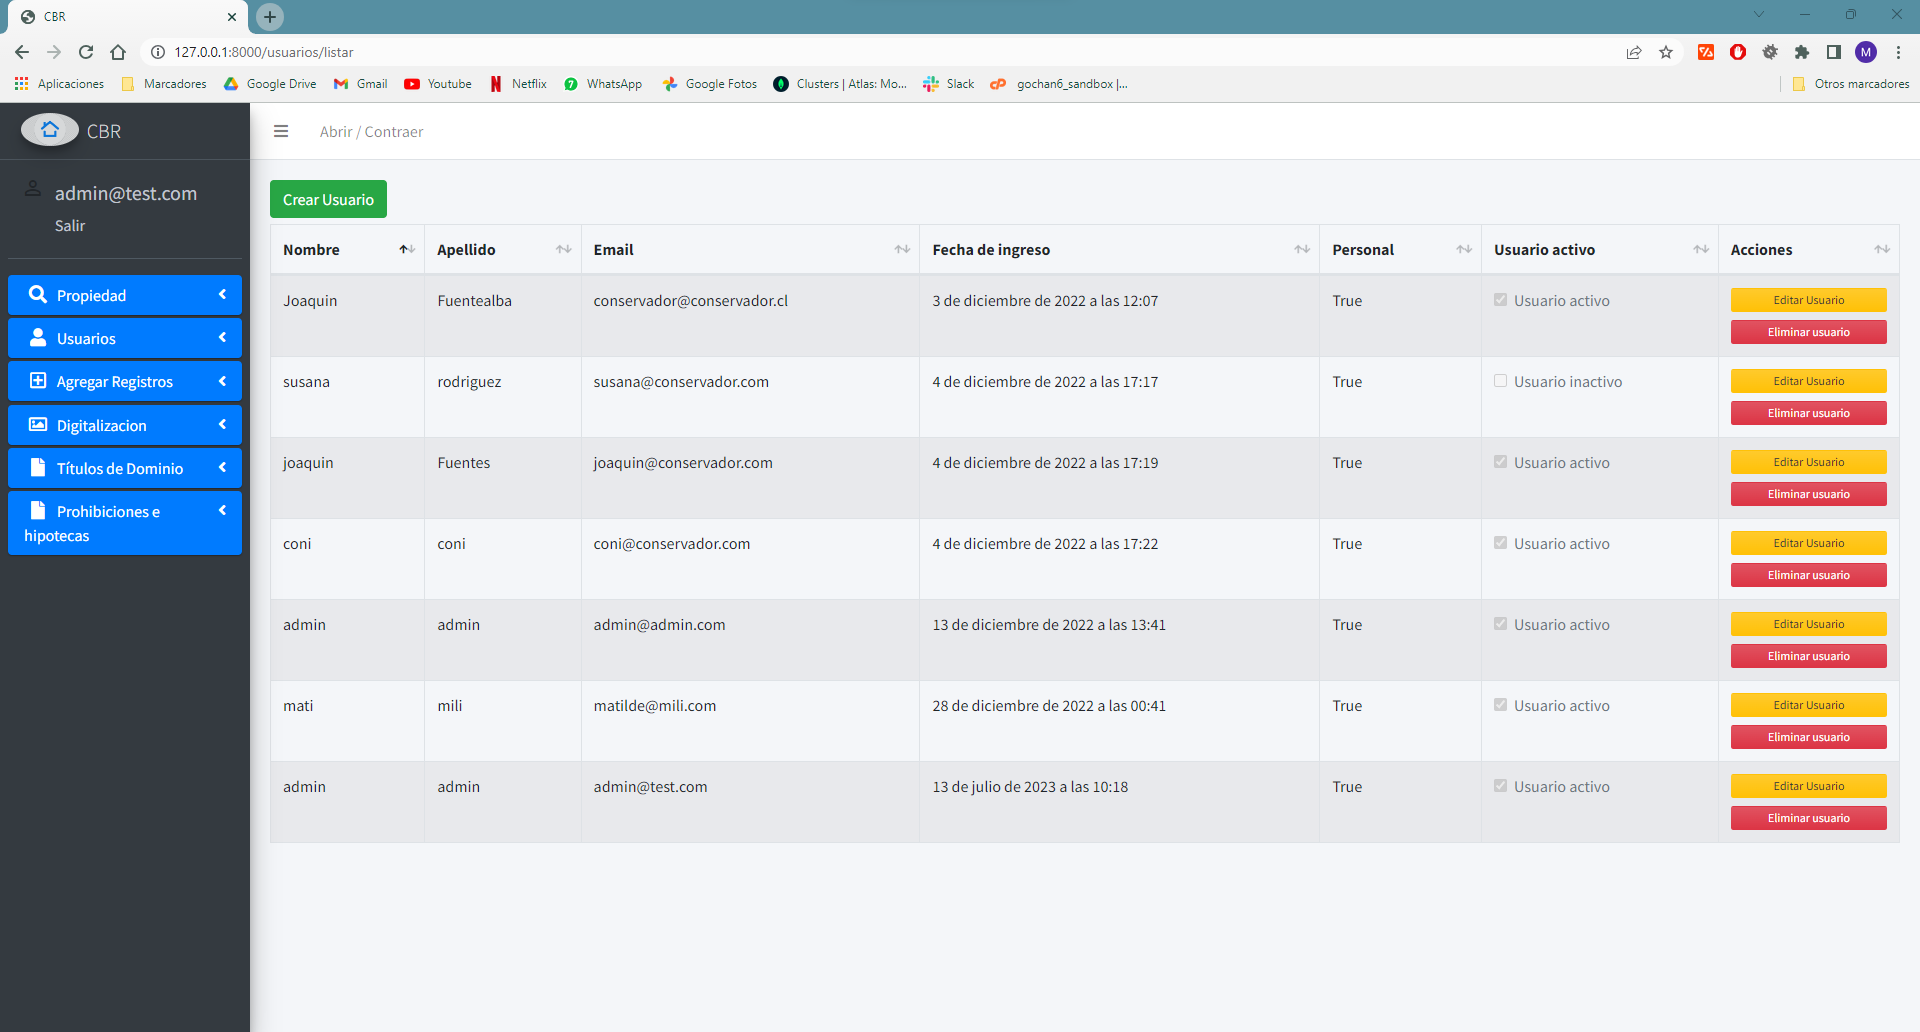 CBR
127.0.0.1:8000/usuarios/listar
M
Aplicaciones Marcadores Google Drive Gmail Youtube Netflix WhatsApp Google Fotos Clusters | Atlas: Mo... Slack gochan6_sandbox |... Otros marcadores
CBR
Abrir / Contraer
admin@test.com
Salir
Propiedad
Usuarios
Agregar Registros
Digitalizacion
Títulos de Dominio
Prohibiciones e
hipotecas
Crear Usuario
Nombre Apellido Email Fecha de ingreso Personal Usuario activo Acciones
Joaquin Fuentealba conservador@conservador.cl 3 de diciembre de 2022 a las 12:07 True Usuario activo Editar Usuario
Eliminar usuario
susana rodriguez susana@conservador.com 4 de diciembre de 2022 a las 17:17 True Usuario inactivo Editar Usuario
Eliminar usuario
joaquin Fuentes joaquin@conservador.com 4 de diciembre de 2022 a las 17:19 True Usuario activo Editar Usuario
Eliminar usuario
coni coni coni@conservador.com 4 de diciembre de 2022 a las 17:22 True Usuario activo Editar Usuario
Eliminar usuario
admin admin admin@admin.com 13 de diciembre de 2022 a las 13:41 True Usuario activo Editar Usuario
Eliminar usuario
mati mili matilde@mili.com 28 de diciembre de 2022 a las 00:41 True Usuario activo Editar Usuario
Eliminar usuario
admin admin admin@test.com 13 de julio de 2023 a las 10:18 True Usuario activo Editar Usuario
Eliminar usuario